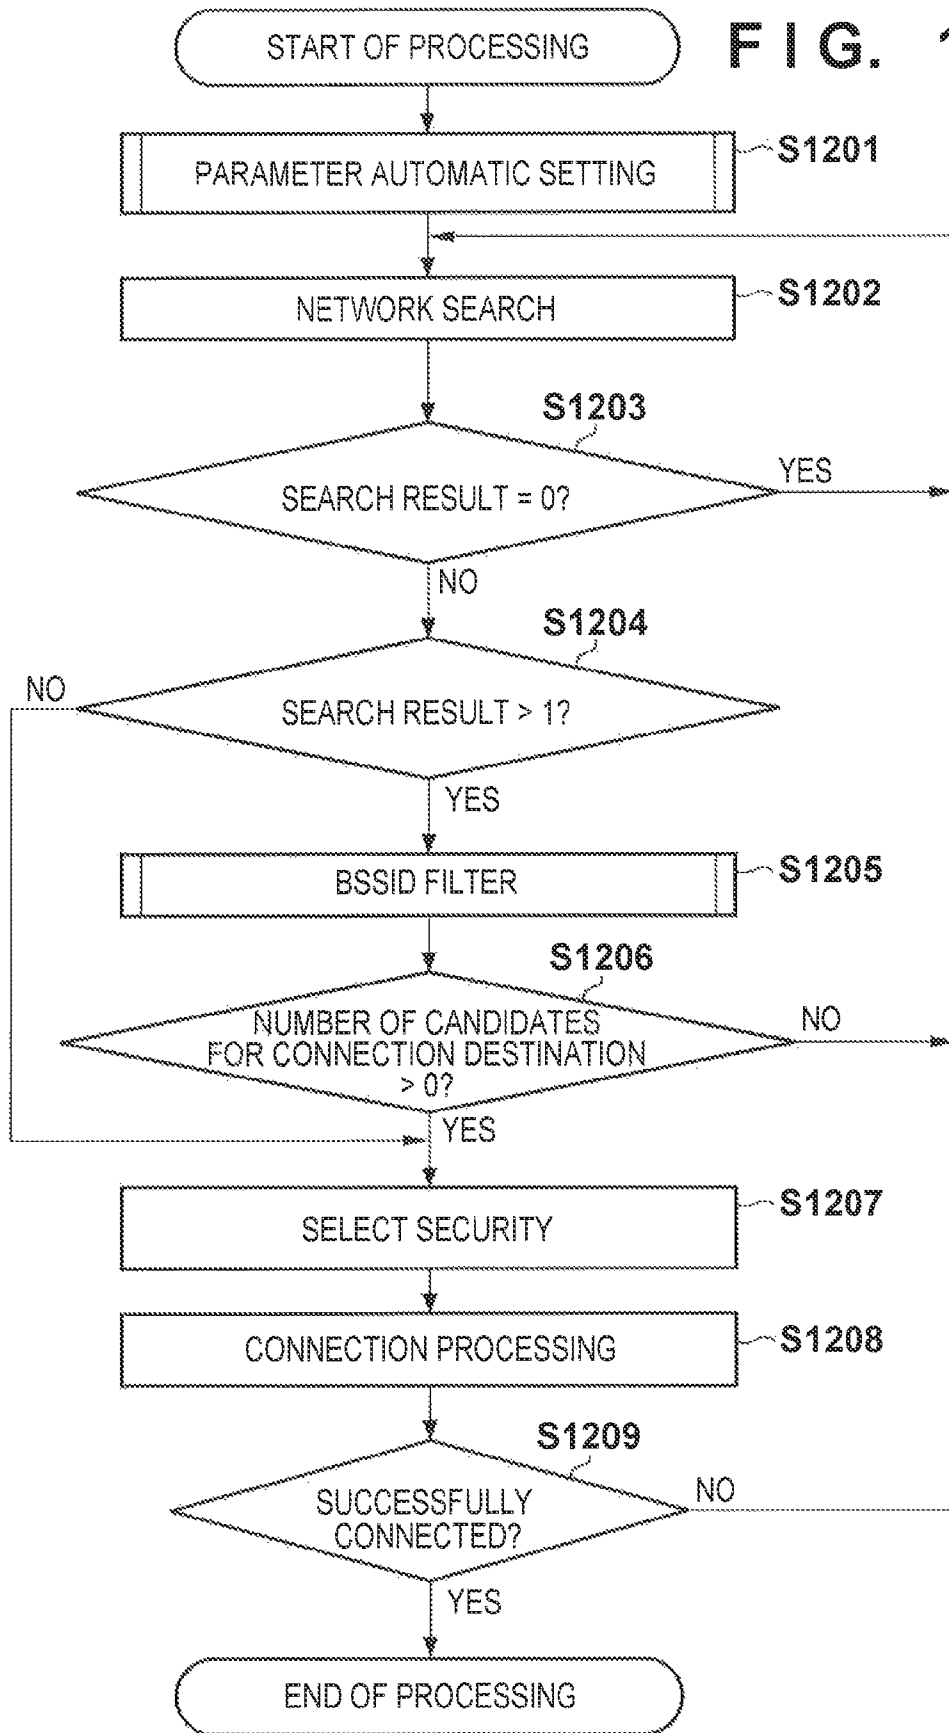 START OF PROCESSING
FIG. 1
PARAMETER AUTOMATIC SETTING
S1201
NETWORK SEARCH
S1202
S1203
SEARCH RESULT = 0?
YES
NO
S1204
NO
SEARCH RESULT > 1?
YES
BSSID FILTER
S1205
S1206
NUMBER OF CANDIDATES
FOR CONNECTION DESTINATION
> 0?
NO
YES
SELECT SECURITY
S1207
CONNECTION PROCESSING
S1208
S1209
SUCCESSFULLY
CONNECTED?
NO
YES
END OF PROCESSING